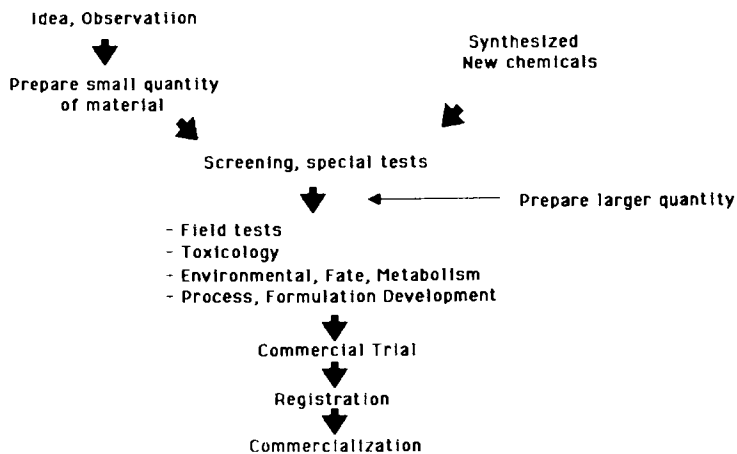 Idea, Observatiion
Synthesized
New chemicals
Prepare small quantity
of material
Screening, special tests
Prepare larger quantity
- Field tests
- Toxicology
- Environmental, Fate, Metabolism
- Process, Formulation Development
Commercial Trial
Registration
Commercialization